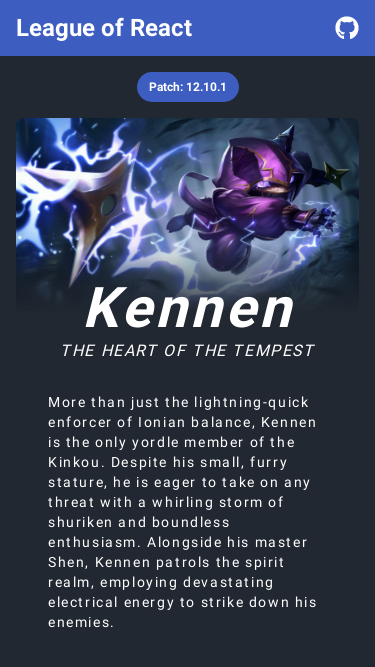 League of React
Patch: 12.10.1
Kennen
THE HEART OF THE TEMPEST
More than just the lightning-quick
enforcer of Ionian balance, Kennen
is the only yordle member of the
Kinkou. Despite his small, furry
stature, he is eager to take on any
threat with a whirling storm of
shuriken and boundless
enthusiasm. Alongside his master
Shen, Kennen patrols the spirit
realm, employing devastating
electrical energy to strike down his
enemies.